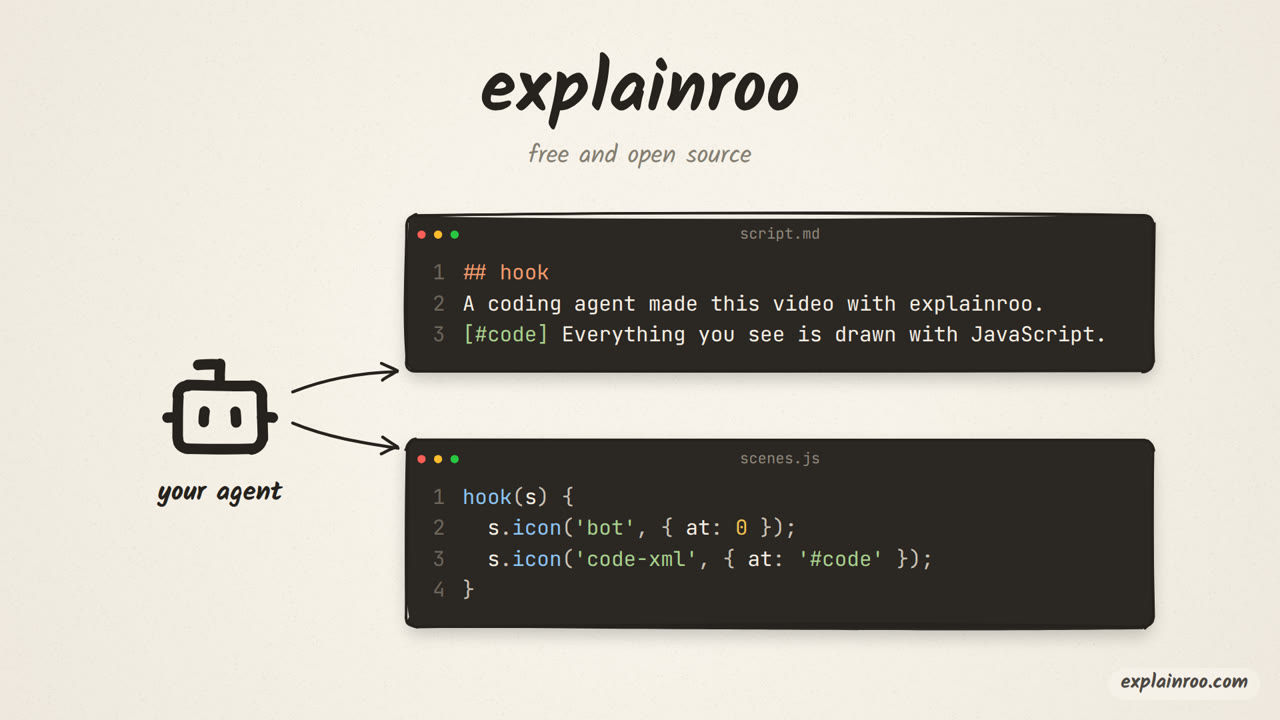 explainroo
free and open source
script.md
1 ## hook
2 A coding agent made this video with explainroo.
3 [#code] Everything you see is drawn with JavaScript.
your agent
scenes.js
1 hook(s) {
2   s.icon('bot', { at: 0 });
3   s.icon('code-xml', { at: '#code' });
4 }
explainroo.com